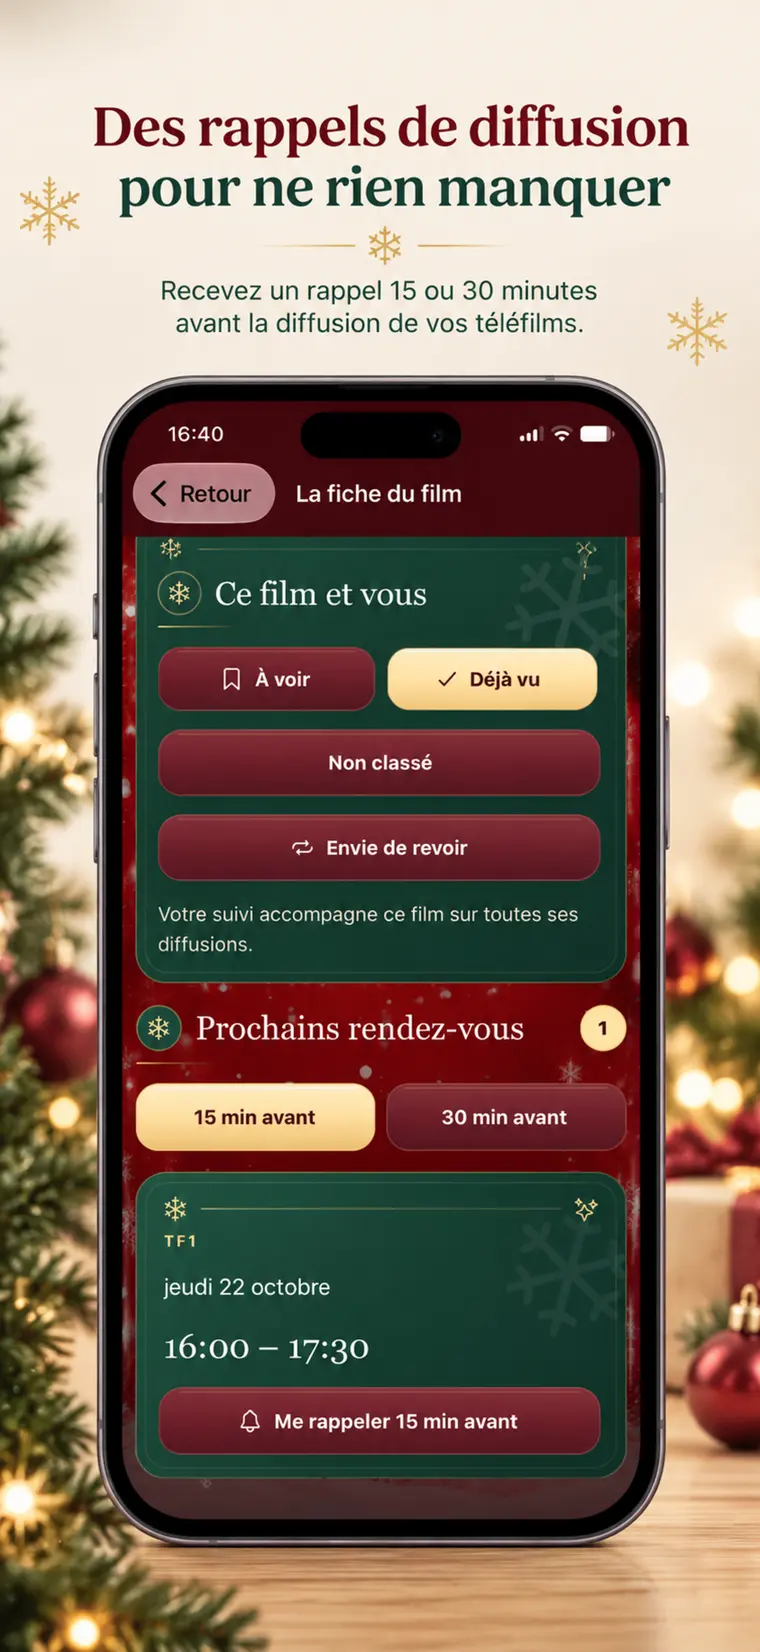 Des rappels de diffusion
pour ne rien manquer
Recevez un rappel 15 ou 30 minutes
avant la diffusion de vos téléfilms.
16:40
Retour
La fiche du film
Ce film et vous
À voir
Déjà vu
Non classé
Envie de revoir
Votre suivi accompagne ce film sur toutes ses
diffusions.
Prochains rendez-vous
1
15 min avant
30 min avant
TF1
jeudi 22 octobre
16:00 – 17:30
Me rappeler 15 min avant